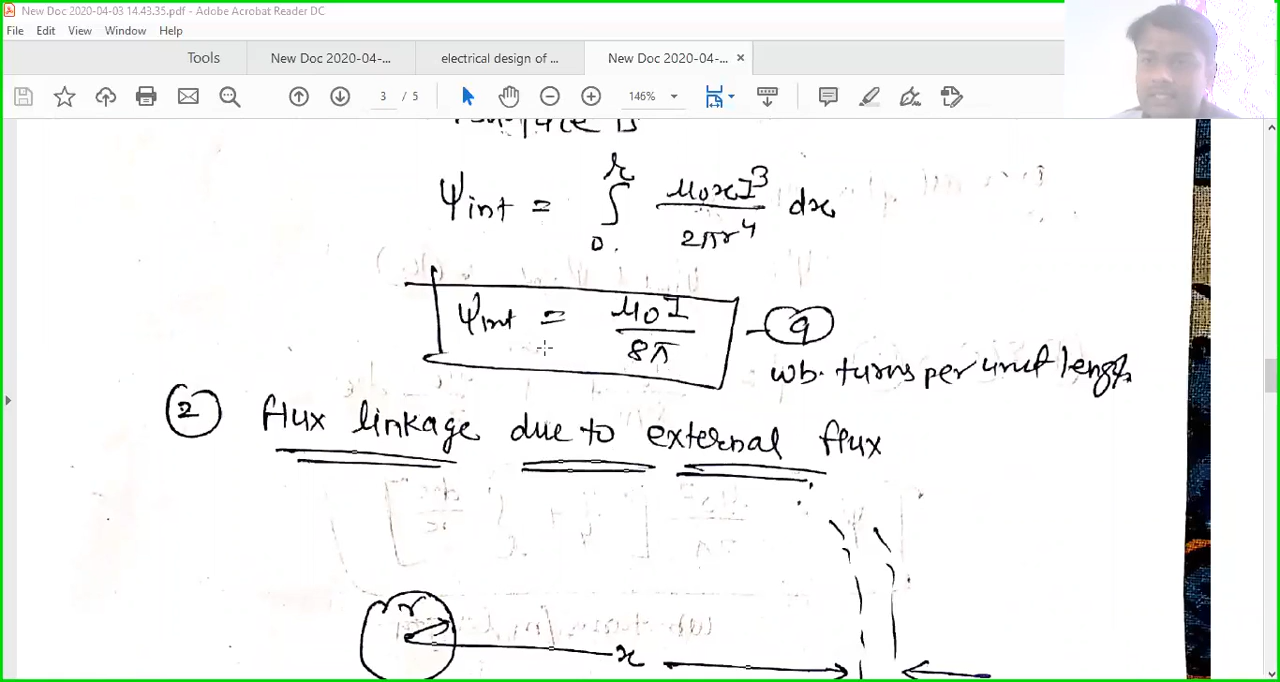 New Doc 2020-04-03 14.43.35.pdf - Adobe Acrobat Reader DC
File Edit View Window Help
Tools New Doc 2020-04-... electrical design of ... New Doc 2020-04-... ×
3 / 5 146%
is
ψint = ∫₀ʳ μ0xI³ / 2πr⁴ dx
ψint = μ0I / 8π — 9
wb. turns per unit length
2 flux linkage due to external flux
r
x